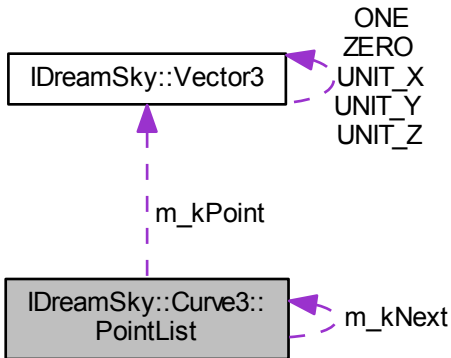 ONE
ZERO
UNIT_X
UNIT_Y
UNIT_Z
IDreamSky::Vector3
m_kPoint
IDreamSky::Curve3::
PointList
m_kNext